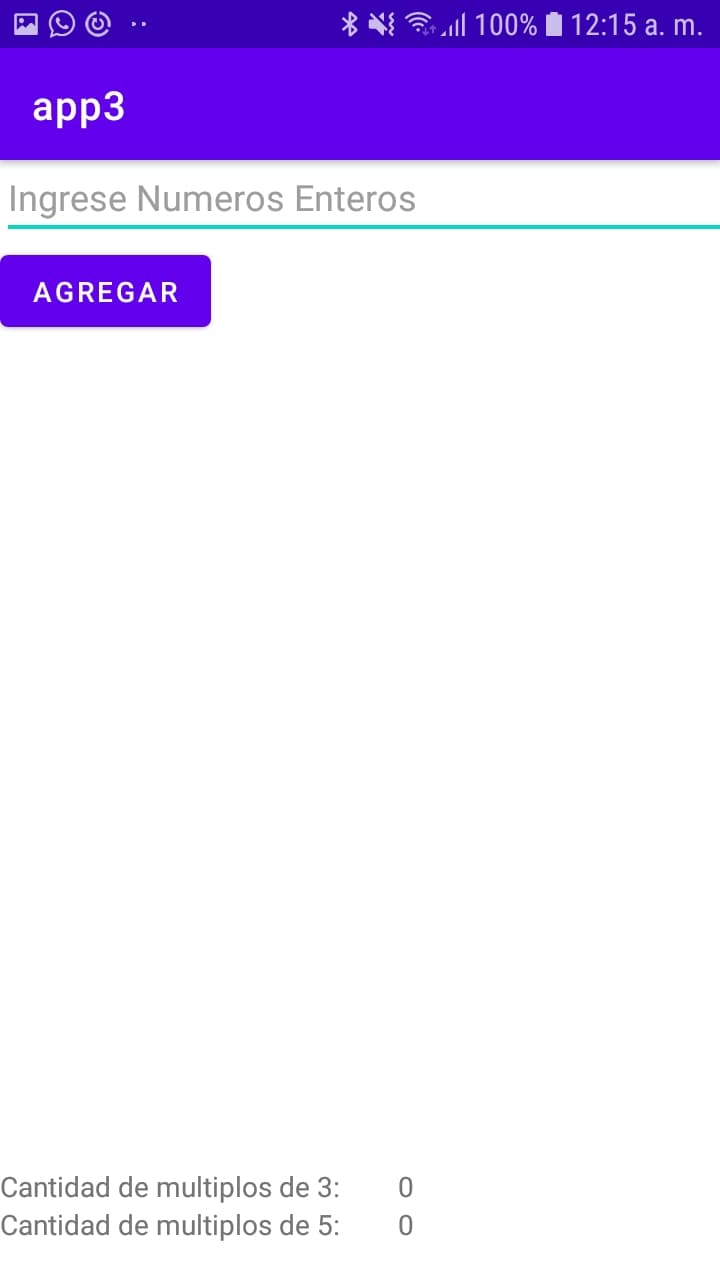 100% 12:15 a. m.
app3
Ingrese Numeros Enteros
AGREGAR
Cantidad de multiplos de 3: 0
Cantidad de multiplos de 5: 0